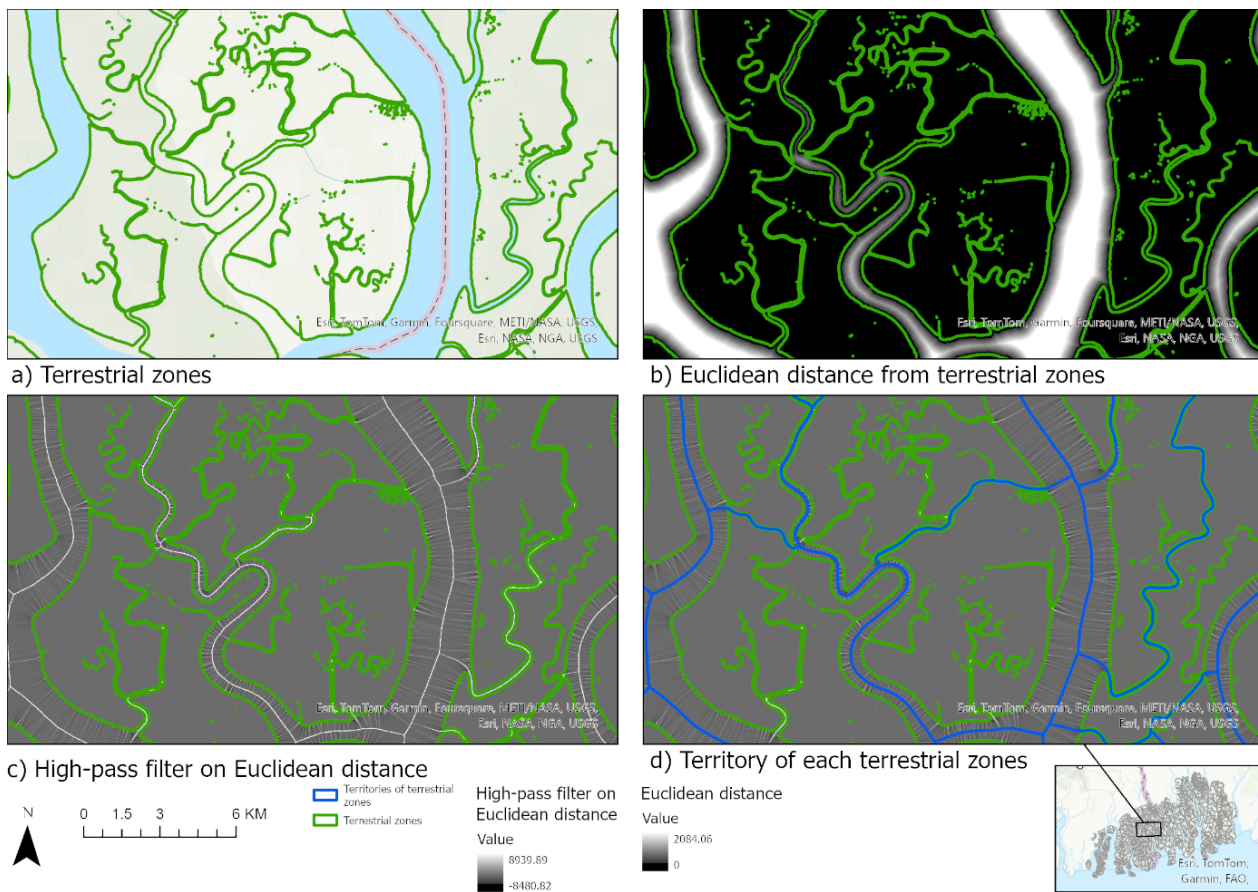 Esri, TomTom, Garmin, Foursquare, METI/NASA, USGS,
Esri, NASA, NGA, USGS
a) Terrestrial zones
Esri, TomTom, Garmin, Foursquare, METI/NASA, USGS,
Esri, NASA, NGA, USGS
b) Euclidean distance from terrestrial zones
Esri, TomTom, Garmin, Foursquare, METI/NASA, USGS,
Esri, NASA, NGA, USGS
c) High-pass filter on Euclidean distance
Esri, TomTom, Garmin, Foursquare, METI/NASA, USGS,
Esri, NASA, NGA, USGS
d) Territory of each terrestrial zones
N
0 1.5 3 6 KM
Territories of terrestrial
zones
Terrestrial zones
High-pass filter on
Euclidean distance
Value
8939.89
-8480.82
Euclidean distance
Value
2084.06
0
Esri, TomTom,
Garmin, FAO,